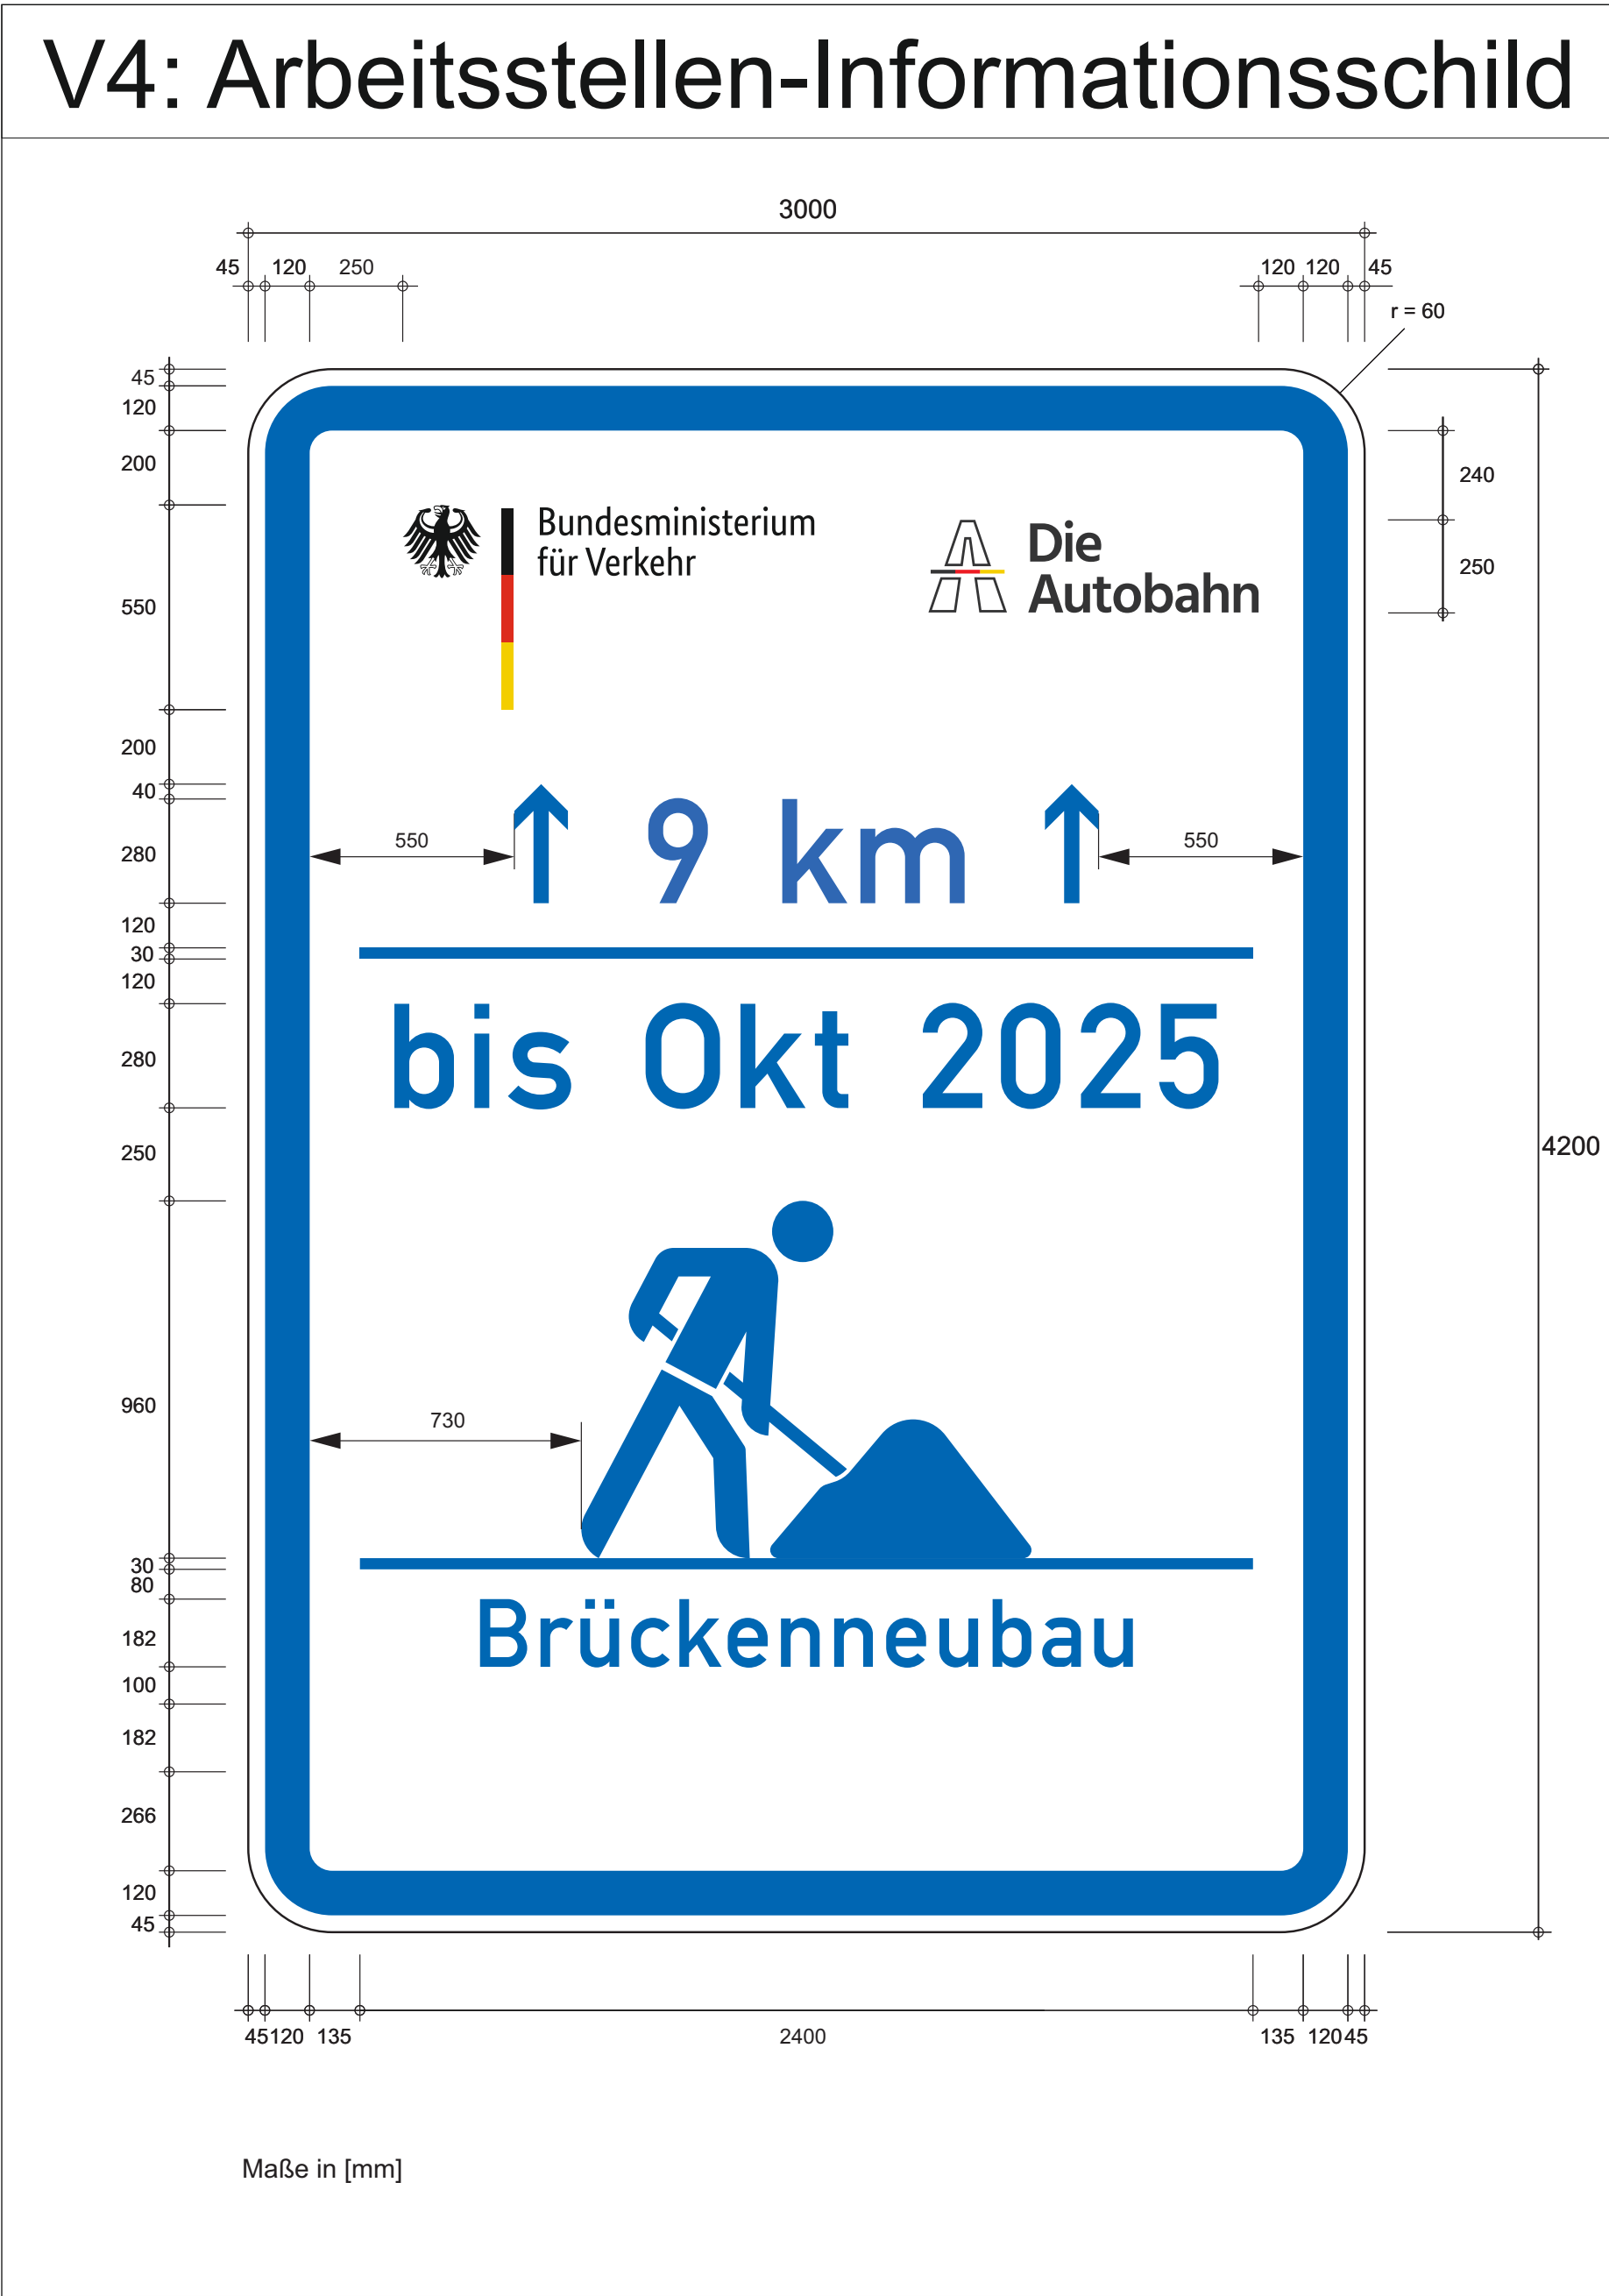 V4: Arbeitsstellen-Informationsschild
3000
45 120 250 120 120 45
r = 60
45
120
200
550
200
40
280
120
30
120
280
250
960
30
80
182
100
182
266
120
45
240
250
4200
Bundesministerium
für Verkehr
Die
Autobahn
550 9 km 550
bis Okt 2025
730
Brückenneubau
45 120 135 2400 135 120 45
Maße in [mm]